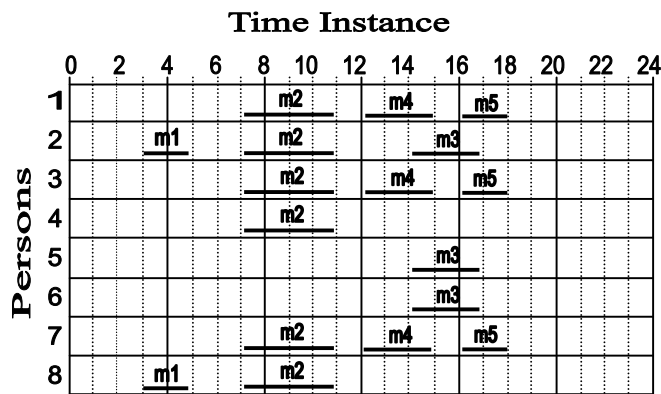 Time Instance
0 2 4 6 8 10 12 14 16 18 20 22 24
Persons
1 m2 m4 m5
2 m1 m2 m3
3 m2 m4 m5
4 m2
5 m3
6 m3
7 m2 m4 m5
8 m1 m2